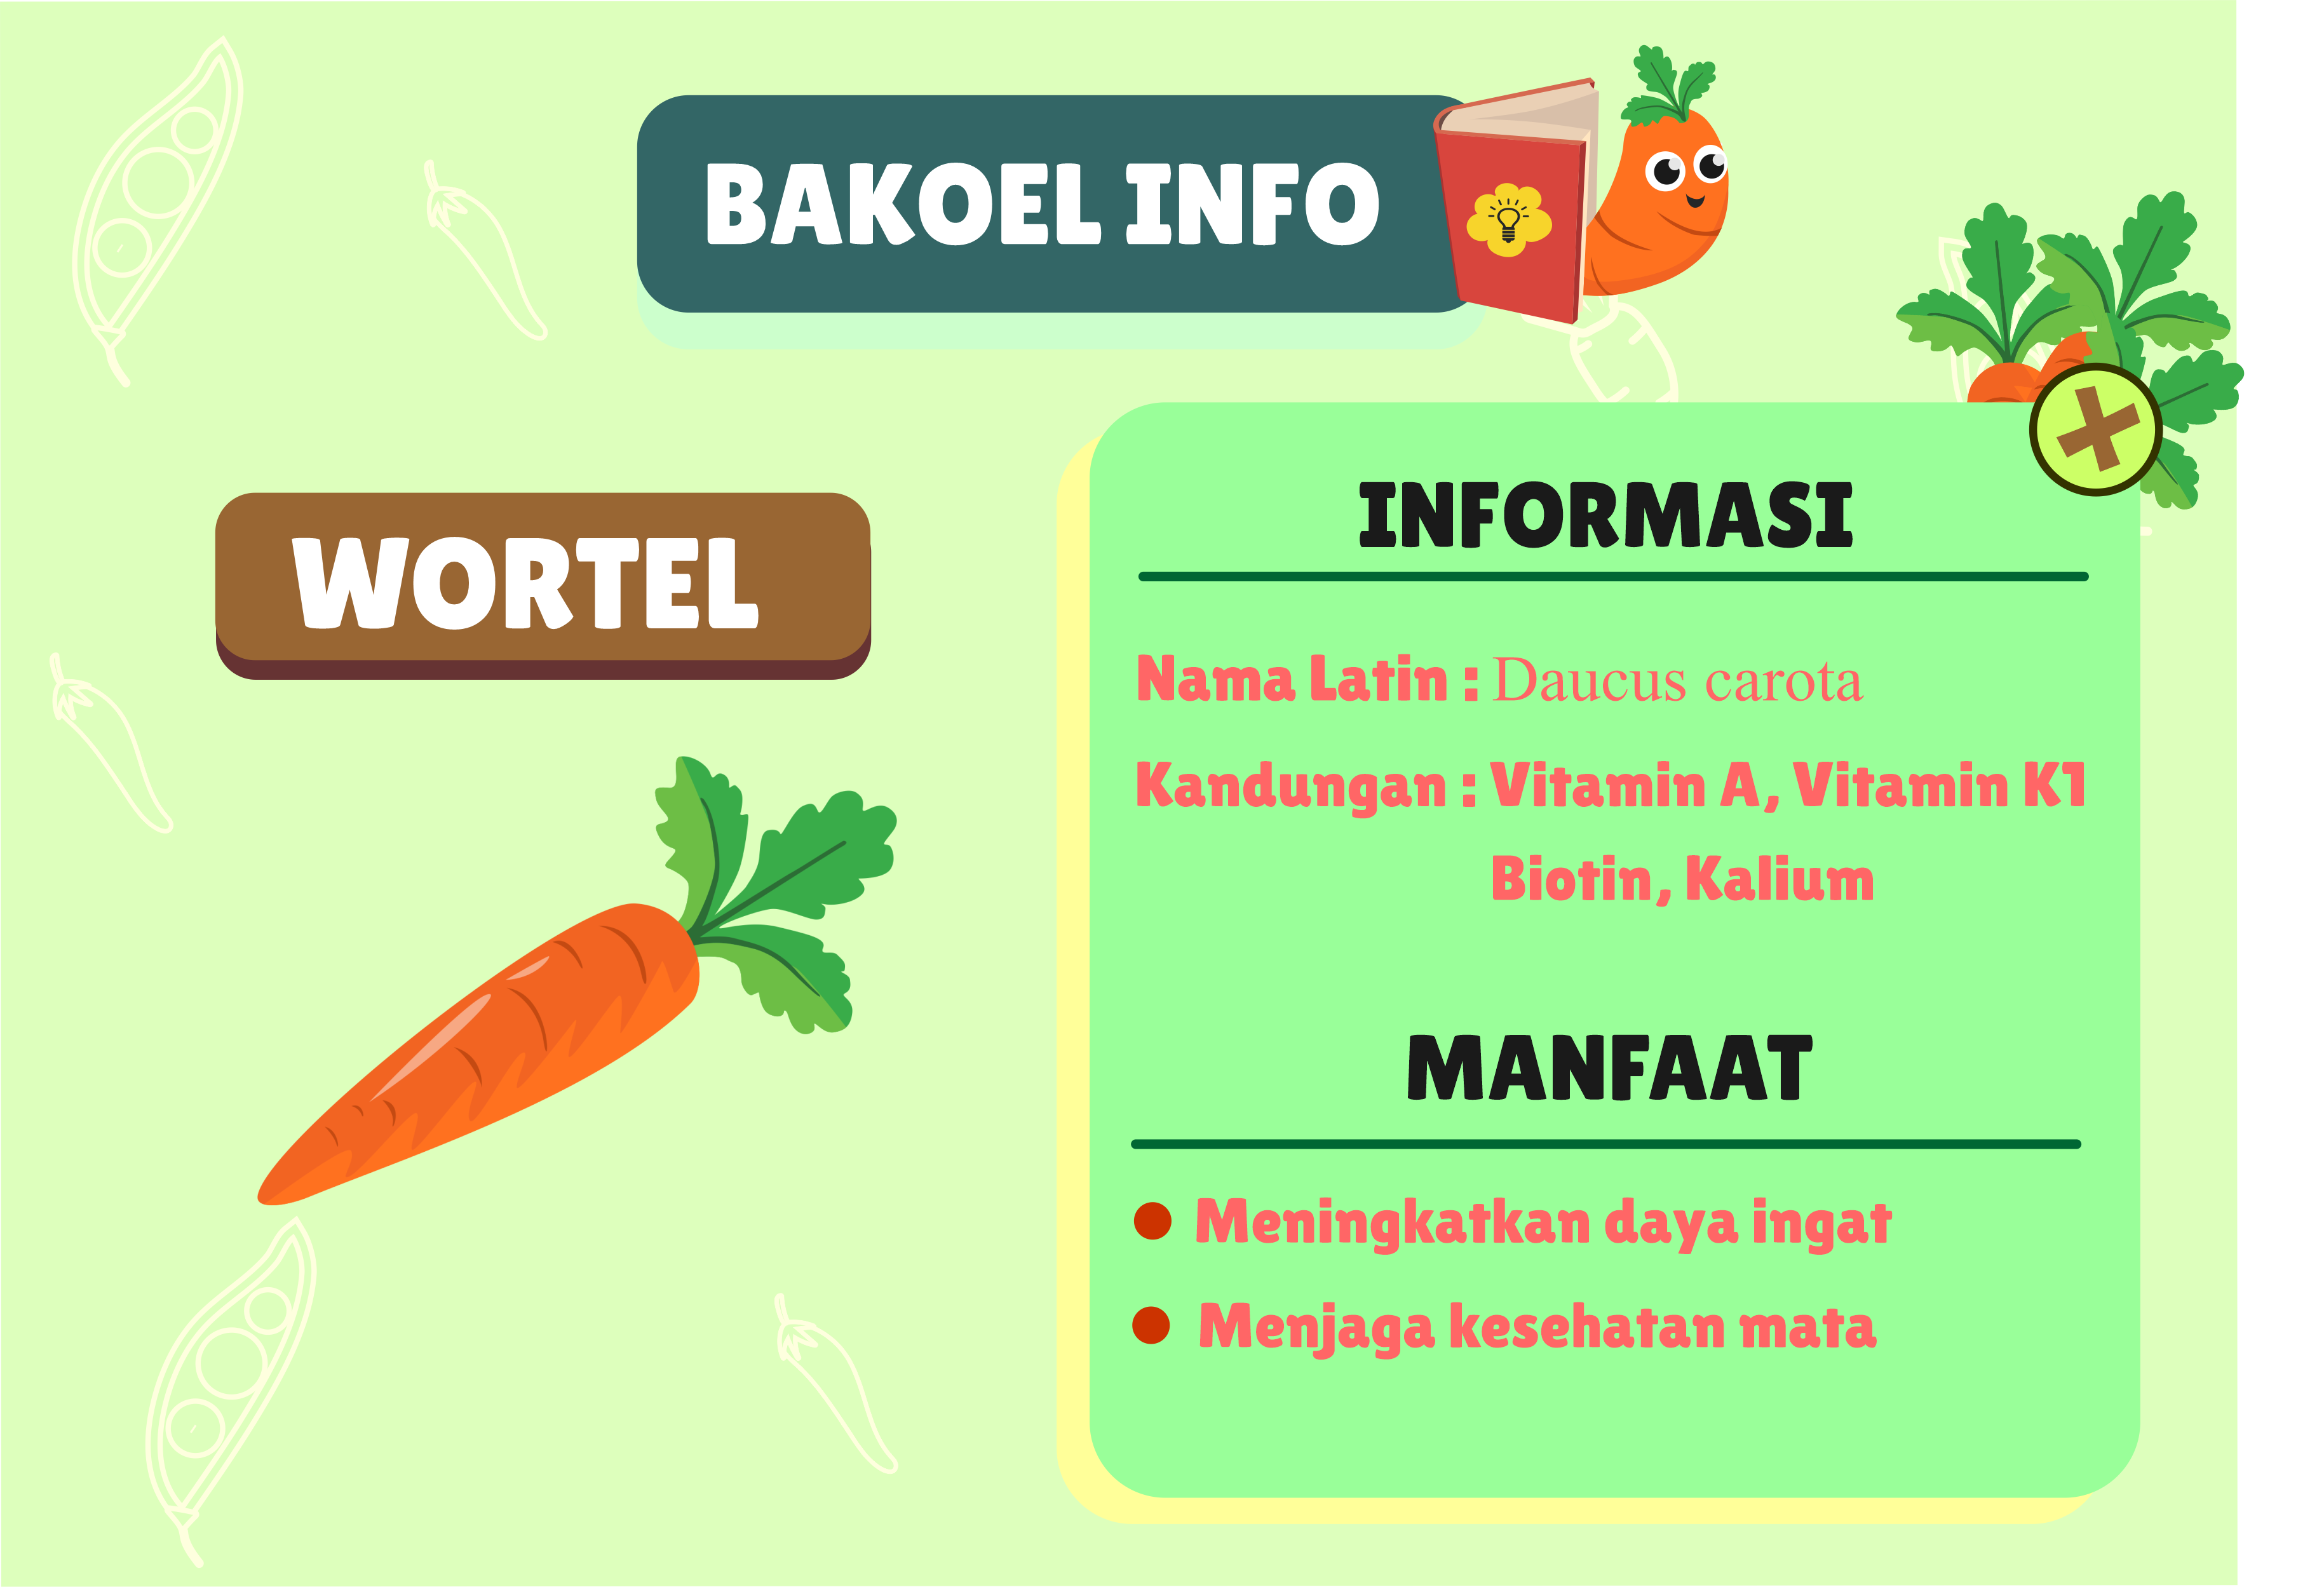 BAKOEL INFO
WORTEL
INFORMASI
Nama Latin : Daucus carota
Kandungan : Vitamin A, Vitamin K1
Biotin, Kalium
MANFAAT
Meningkatkan daya ingat
Menjaga kesehatan mata